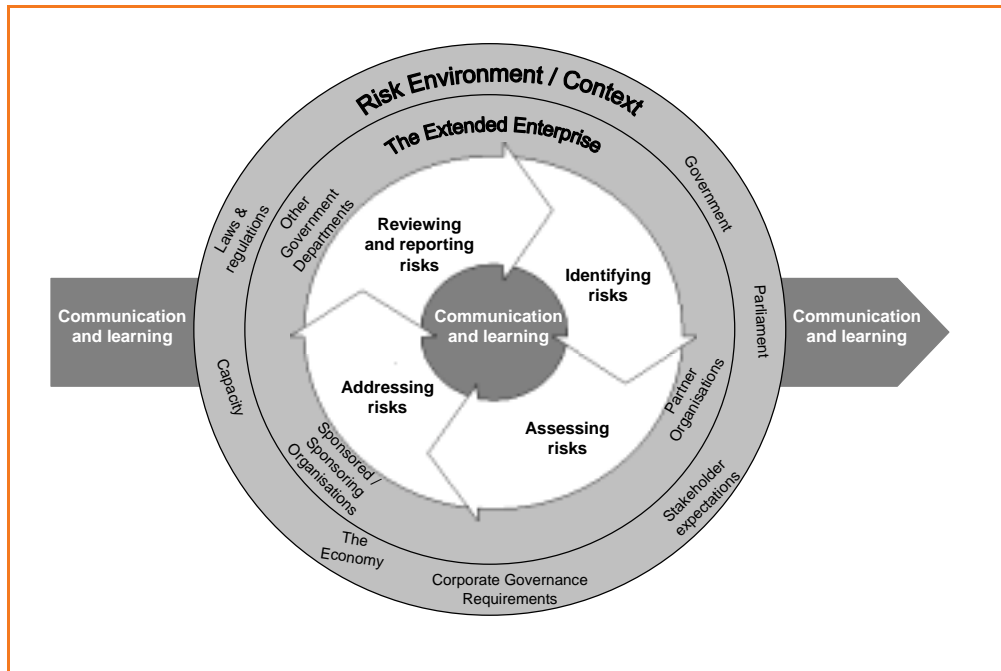 Risk Environment / Context
The Extended Enterprise
Laws &
regulations
Other
Government
Departments
Government
Reviewing
and reporting
risks
Identifying
risks
Communication
and learning
Communication
and learning
Parliament
Communication
and learning
Capacity
Addressing
risks
Assessing
risks
Partner
Organisations
Sponsored /
Sponsoring
Organisations
Stakeholder
expectations
The
Economy
Corporate Governance
Requirements